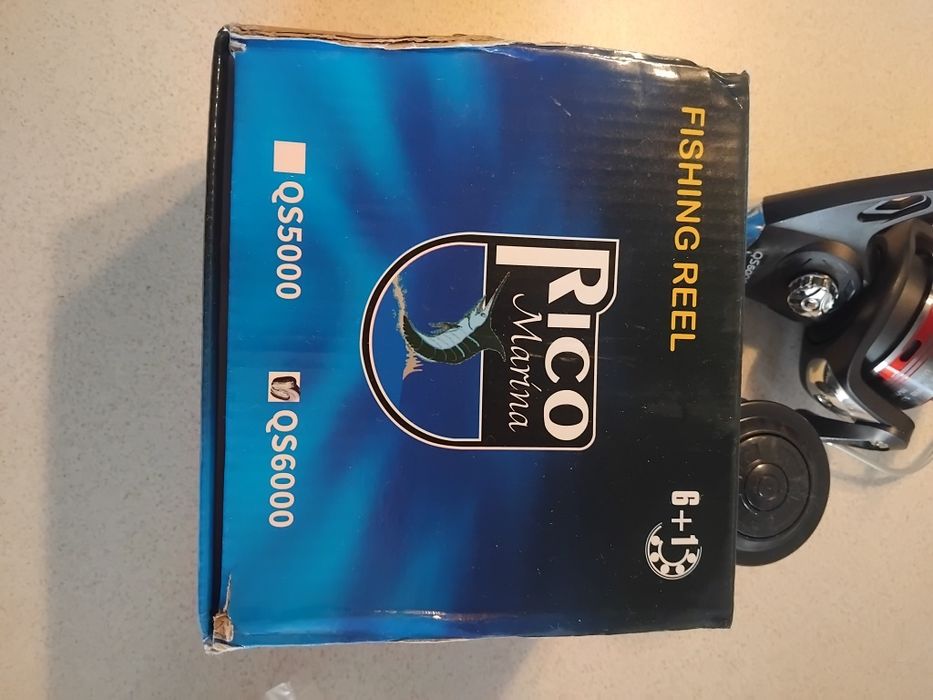 FISHING REEL
6+1
RICO
Marina
QS5000
QS6000